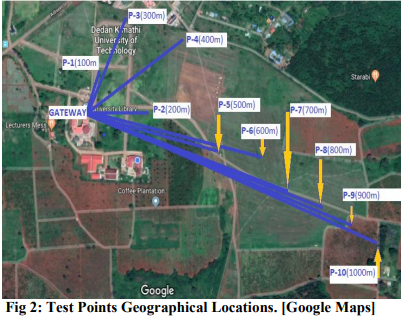 P-3(300m)
Dedan Kimathi
University of
Technology
P-4(400m)
P-1(100m
Starabi
GATEWAY
University Library
P-2(200m)
P-5(500m)
P-7(700m)
Lecturers Mess
P-6(600m)
P-8(800m)
Coffee Plantation
P-9(900m)
P-10(1000m)
Google
Fig 2: Test Points Geographical Locations. [Google Maps]